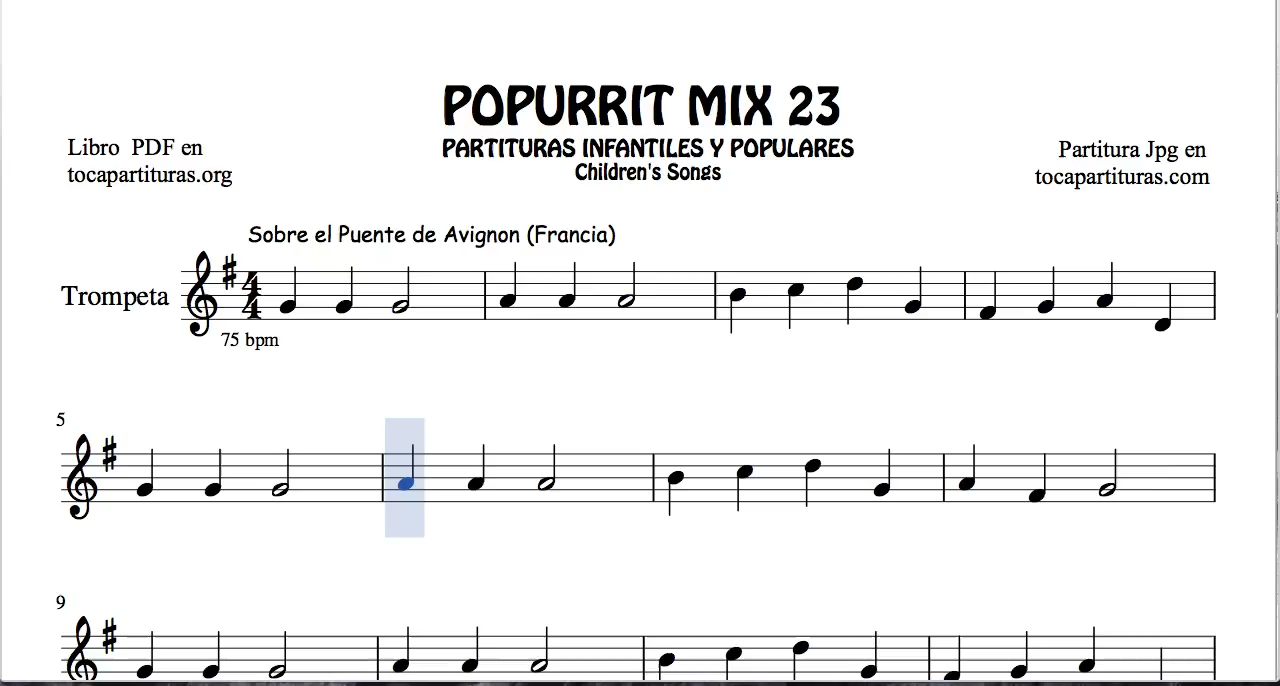 POPURRIT MIX 23
PARTITURAS INFANTILES Y POPULARES
Children's Songs
Libro PDF en
tocapartituras.org
Partitura Jpg en
tocapartituras.com
Sobre el Puente de Avignon (Francia)
Trompeta
4
4
75 bpm
5
9